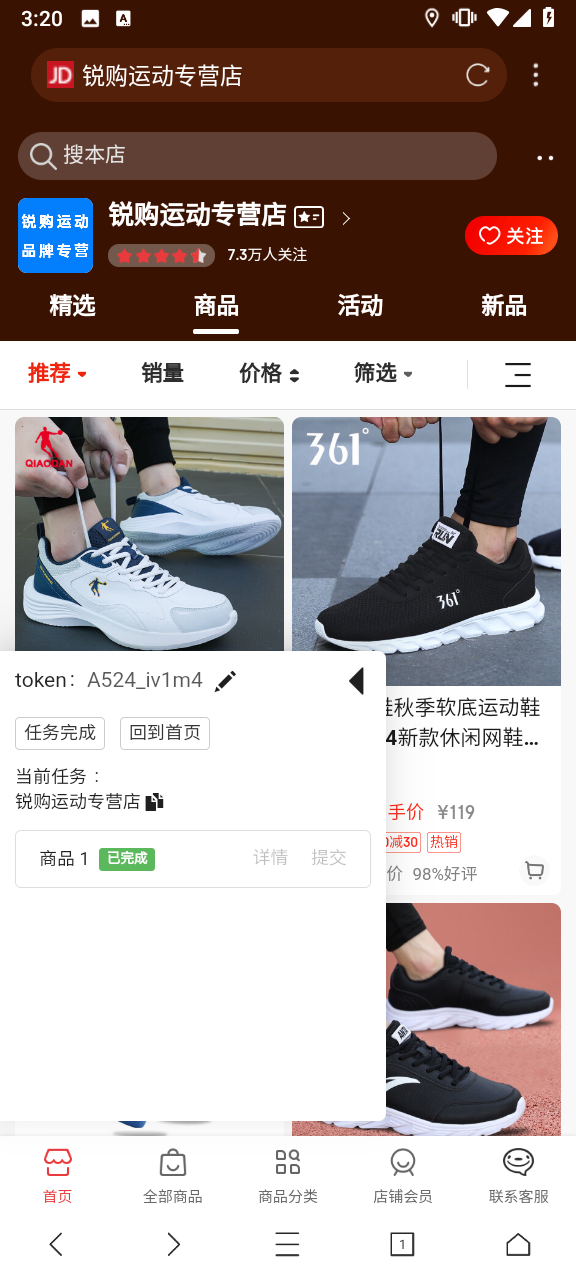 3:20
JD 锐购运动专营店
搜本店
锐购运动
品牌专营
锐购运动专营店
7.3万人关注
关注
精选 商品 活动 新品
推荐 销量 价格 筛选
QIAODAN
361°
RUN
361°
token: A524_iv1m4
任务完成 回到首页
当前任务：
锐购运动专营店
商品 1 已完成 详情 提交
鞋秋季软底运动鞋
4新款休闲网鞋...
手价 ¥119
0减30 热销
价 98%好评
ANTA
首页 全部商品 商品分类 店铺会员 联系客服
1